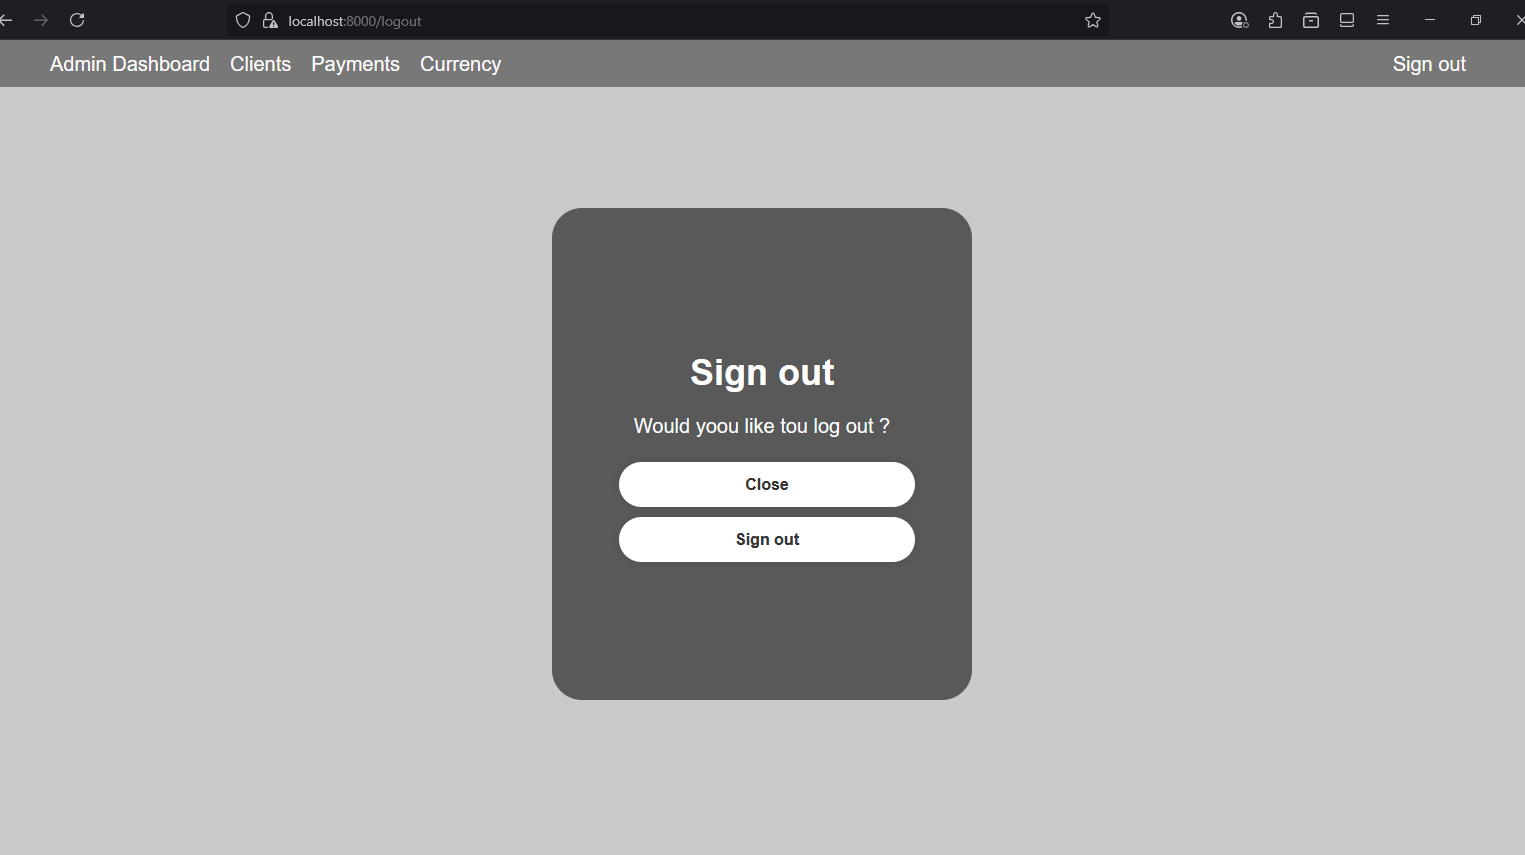 localhost:8000/logout
Admin Dashboard Clients Payments Currency Sign out
Sign out
Would yoou like tou log out ?
Close
Sign out